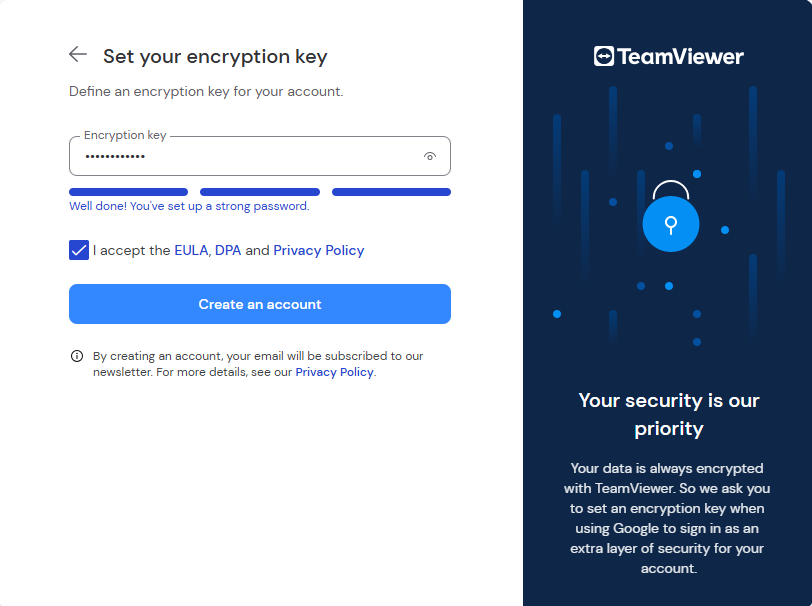 Set your encryption key
Define an encryption key for your account.
Encryption key
••••••••••••
Well done! You've set up a strong password.
I accept the EULA, DPA and Privacy Policy
Create an account
By creating an account, your email will be subscribed to our
newsletter. For more details, see our Privacy Policy.
TeamViewer
Your security is our
priority
Your data is always encrypted
with TeamViewer. So we ask you
to set an encryption key when
using Google to sign in as an
extra layer of security for your
account.